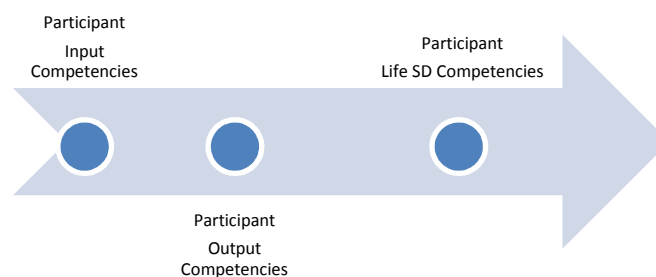 Participant
Input
Competencies
Participant
Output
Competencies
Participant
Life SD Competencies